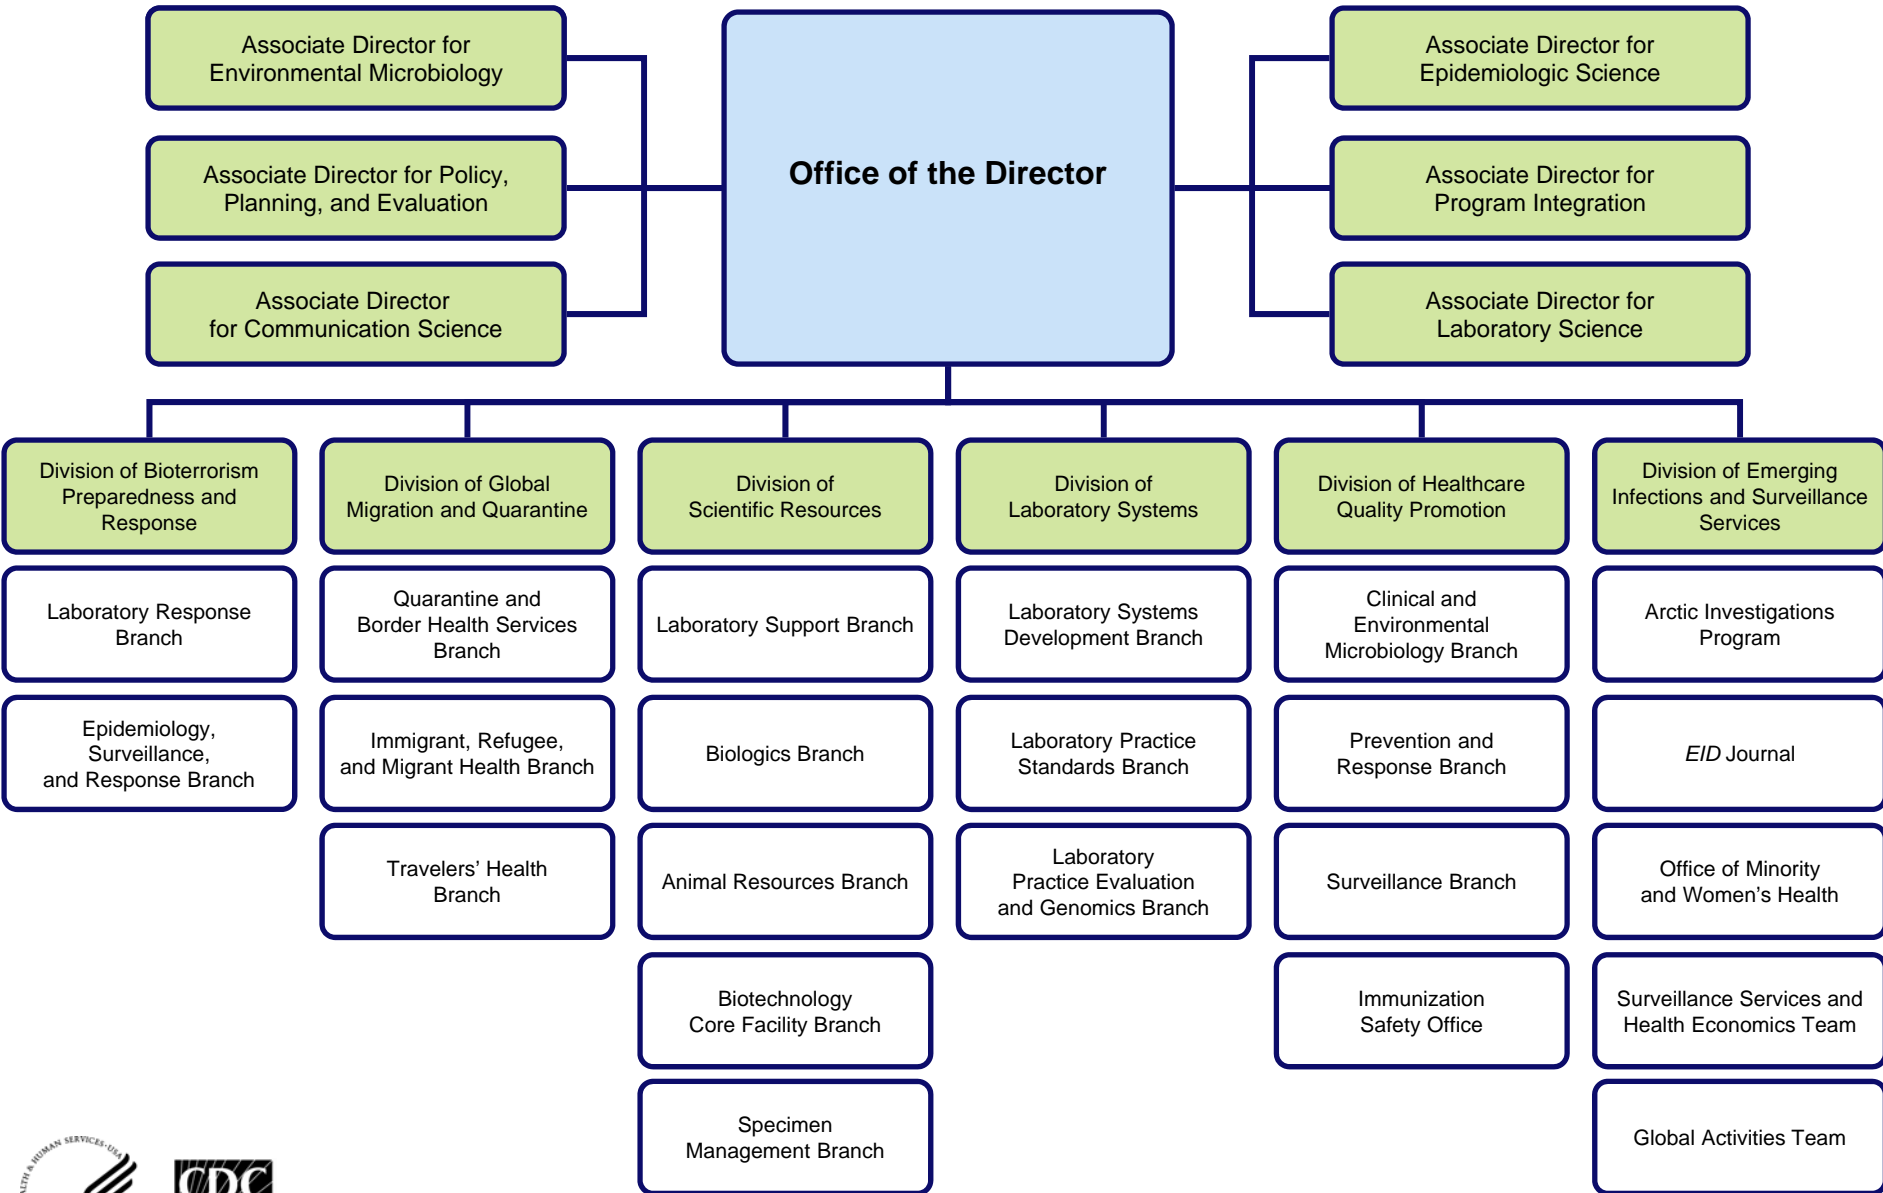 Associate Director for
Environmental Microbiology
Associate Director for Policy,
Planning, and Evaluation
Associate Director
for Communication Science
Office of the Director
Associate Director for
Epidemiologic Science
Associate Director for
Program Integration
Associate Director for
Laboratory Science
Division of Bioterrorism
Preparedness and
Response
Laboratory Response
Branch
Epidemiology,
Surveillance,
and Response Branch
Division of Global
Migration and Quarantine
Quarantine and
Border Health Services
Branch
Immigrant, Refugee,
and Migrant Health Branch
Travelers’ Health
Branch
Division of
Scientific Resources
Laboratory Support Branch
Biologics Branch
Animal Resources Branch
Biotechnology
Core Facility Branch
Specimen
Management Branch
Division of
Laboratory Systems
Laboratory Systems
Development Branch
Laboratory Practice
Standards Branch
Laboratory
Practice Evaluation
and Genomics Branch
Division of Healthcare
Quality Promotion
Clinical and
Environmental
Microbiology Branch
Prevention and
Response Branch
Surveillance Branch
Immunization
Safety Office
Division of Emerging
Infections and Surveillance
Services
Arctic Investigations
Program
EID Journal
Office of Minority
and Women’s Health
Surveillance Services and
Health Economics Team
Global Activities Team
& HUMAN SERVICES·USA
CDC